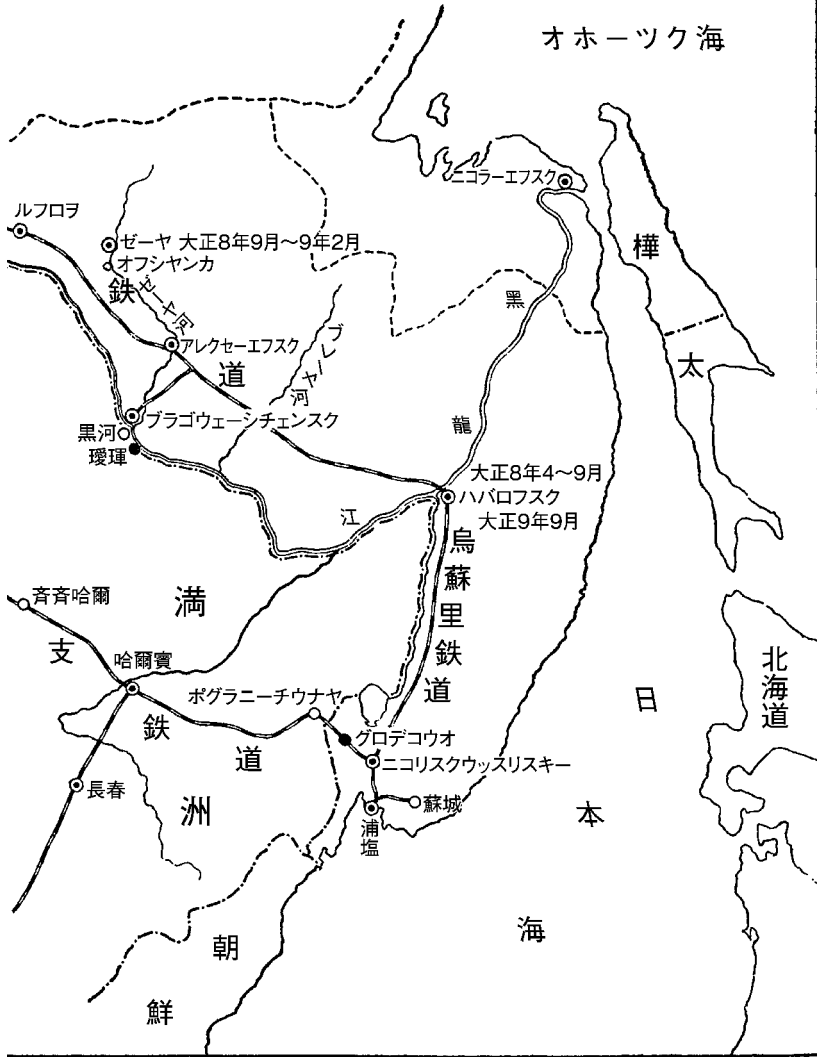 オホーツク海
ニコラーエフスク
ルフロヲ
ゼーヤ 大正8年9月～9年2月
オフシヤンカ
樺太
鉄道
ゼーヤ河
ブレーヤ河
アレクセーエフスク
ブラゴウェーシチェンスク
黒河
璦琿
黑龍江
大正8年4～9月
ハバロフスク
大正9年9月
烏蘇里鉄道
斉斉哈爾
満洲
支鉄道
哈爾賓
ポグラニーチウナヤ
グロデコウオ
ニコリスクウッスリスキー
長春
蘇城
浦塩
日本海
北海道
朝鮮